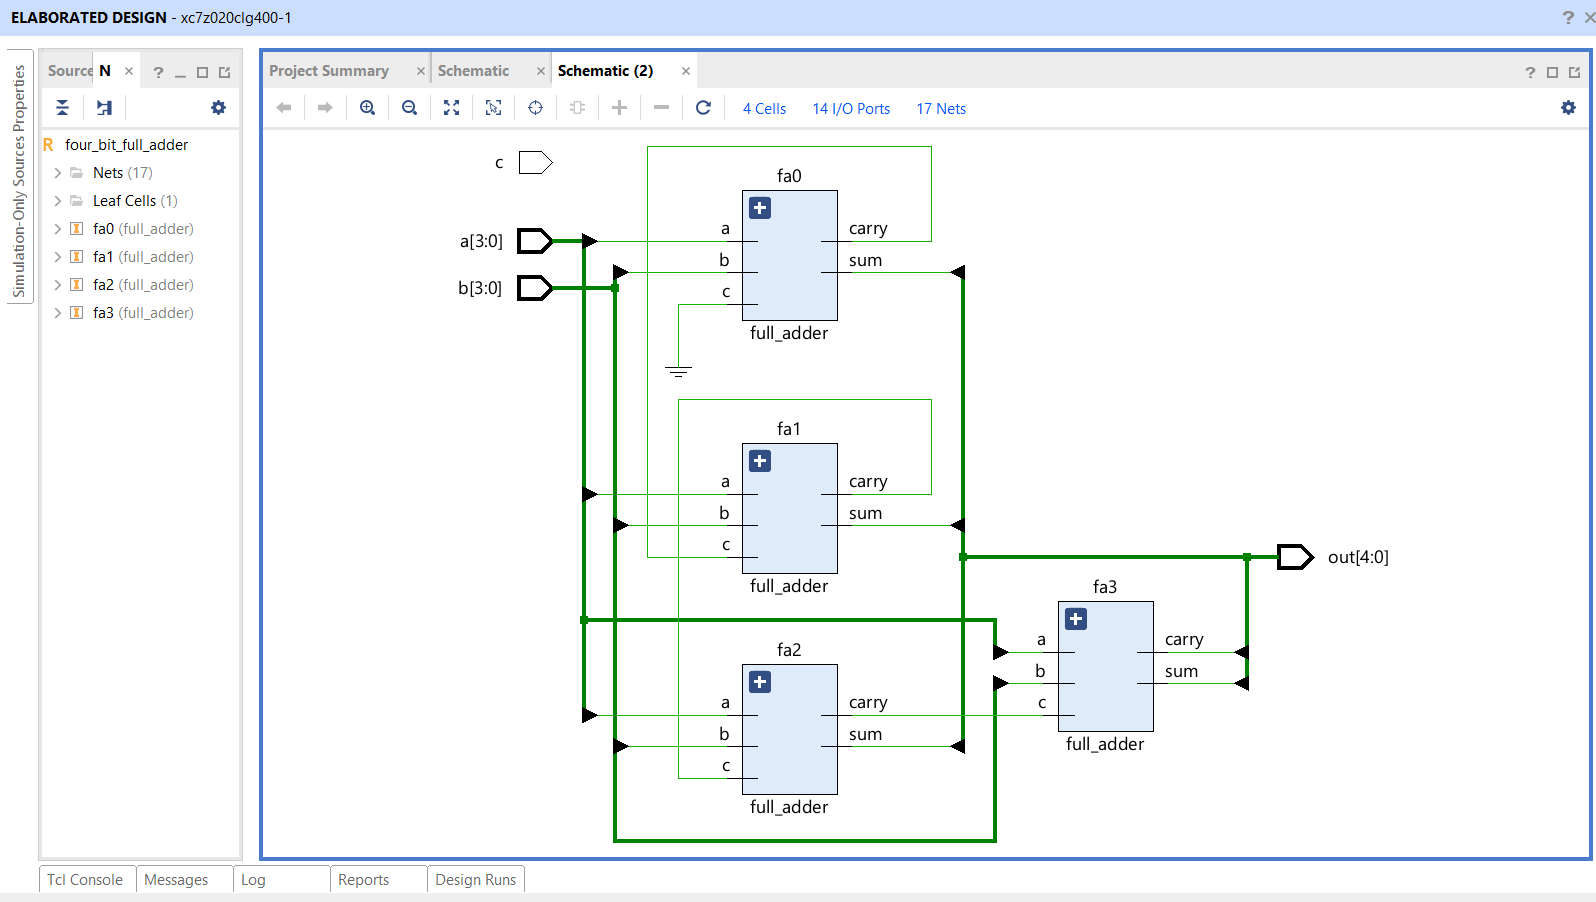 ELABORATED DESIGN - xc7z020clg400-1
?
Simulation-Only Sources Properties
Source N ?
four_bit_full_adder
Nets (17)
Leaf Cells (1)
fa0 (full_adder)
fa1 (full_adder)
fa2 (full_adder)
fa3 (full_adder)
Project Summary
Schematic
Schematic (2)
?
4 Cells
14 I/O Ports
17 Nets
c
a[3:0]
b[3:0]
fa0
a
b
c
carry
sum
full_adder
fa1
a
b
c
carry
sum
full_adder
fa2
a
b
c
carry
sum
full_adder
fa3
a
b
c
carry
sum
full_adder
out[4:0]
Tcl Console
Messages
Log
Reports
Design Runs